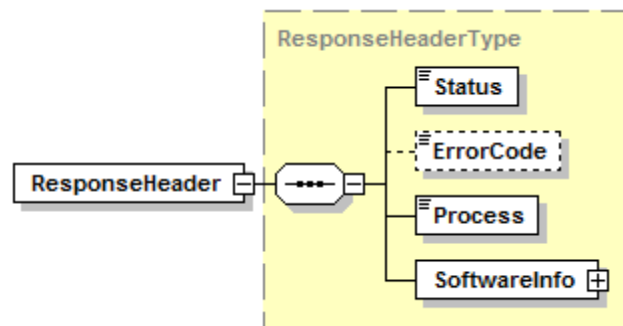 ResponseHeaderType
Status
ErrorCode
ResponseHeader
Process
SoftwareInfo